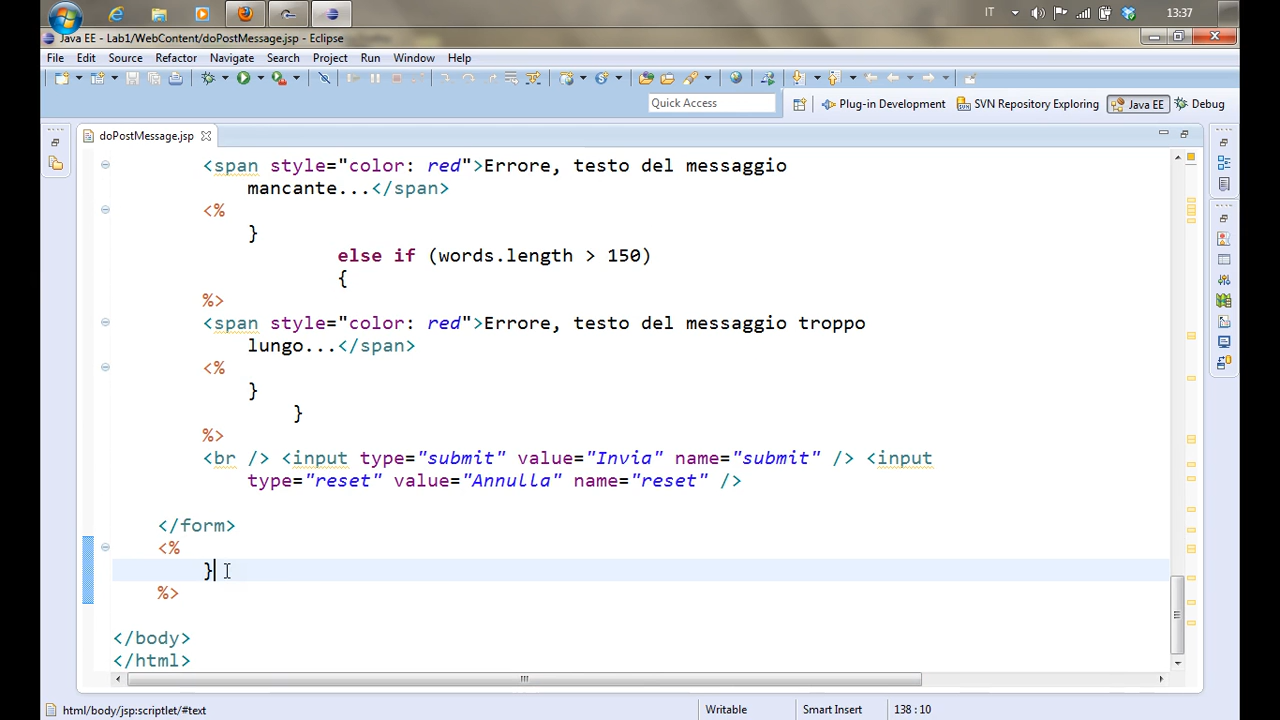 IT
13:37
Java EE - Lab1/WebContent/doPostMessage.jsp - Eclipse
File Edit Source Refactor Navigate Search Project Run Window Help
Quick Access
Plug-in Development
SVN Repository Exploring
Java EE
Debug
doPostMessage.jsp
<span style="color: red">Errore, testo del messaggio
mancante...</span>
<%
}
else if (words.length > 150)
{
%>
<span style="color: red">Errore, testo del messaggio troppo
lungo...</span>
<%
}
}
%>
<br /> <input type="submit" value="Invia" name="submit" /> <input
type="reset" value="Annulla" name="reset" />
</form>
<%
}
%>
</body>
</html>
html/body/jsp:scriptlet/#text
Writable
Smart Insert
138 : 10